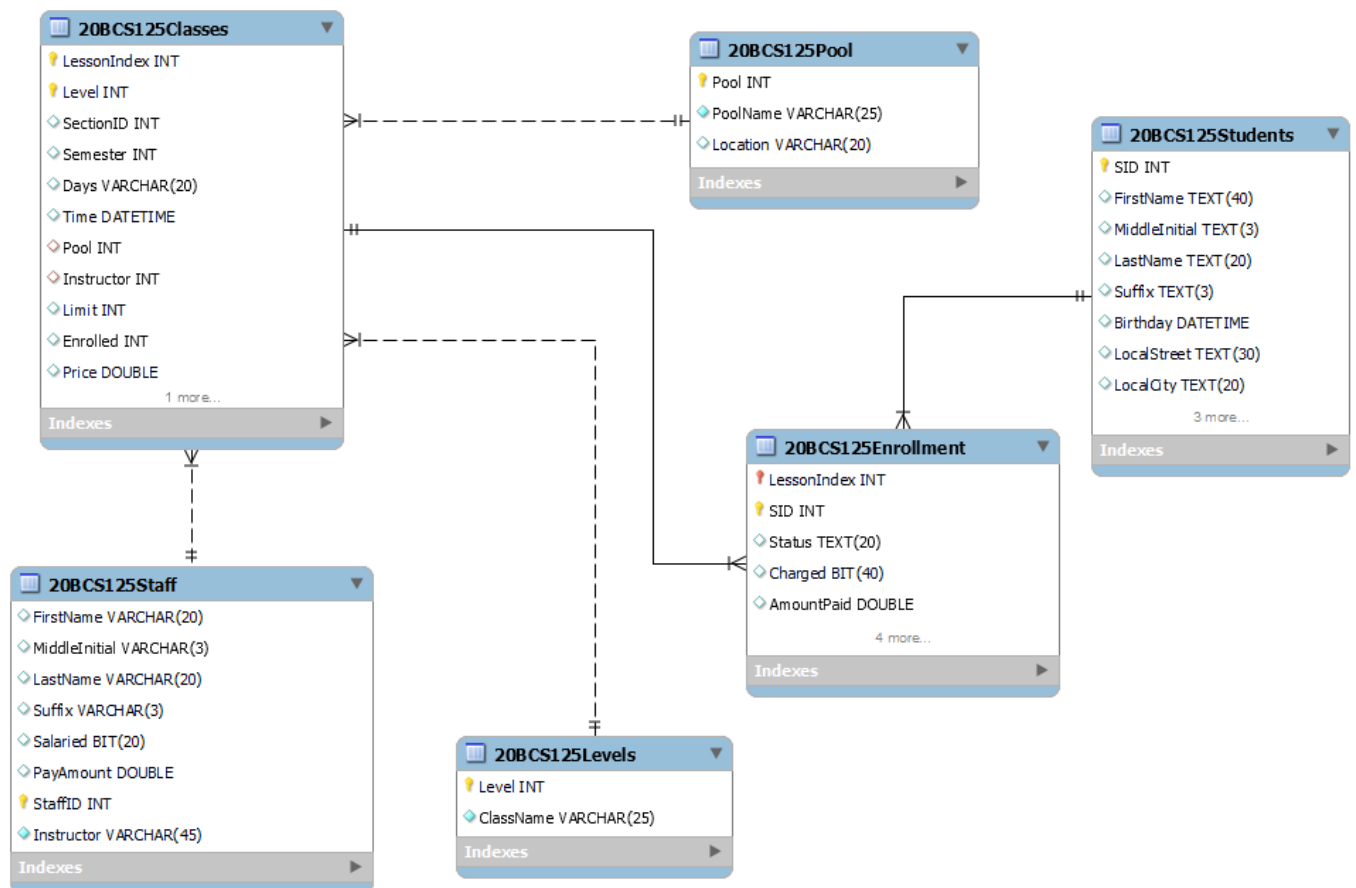 20BCS125Classes
LessonIndex INT
Level INT
SectionID INT
Semester INT
Days VARCHAR(20)
Time DATETIME
Pool INT
Instructor INT
Limit INT
Enrolled INT
Price DOUBLE
1 more...
Indexes
20BCS125Pool
Pool INT
PoolName VARCHAR(25)
Location VARCHAR(20)
Indexes
20BCS125Students
SID INT
FirstName TEXT(40)
MiddleInitial TEXT(3)
LastName TEXT(20)
Suffix TEXT(3)
Birthday DATETIME
LocalStreet TEXT(30)
LocalCity TEXT(20)
3 more...
Indexes
20BCS125Enrollment
LessonIndex INT
SID INT
Status TEXT(20)
Charged BIT(40)
AmountPaid DOUBLE
4 more...
Indexes
20BCS125Staff
FirstName VARCHAR(20)
MiddleInitial VARCHAR(3)
LastName VARCHAR(20)
Suffix VARCHAR(3)
Salaried BIT(20)
PayAmount DOUBLE
StaffID INT
Instructor VARCHAR(45)
Indexes
20BCS125Levels
Level INT
ClassName VARCHAR(25)
Indexes